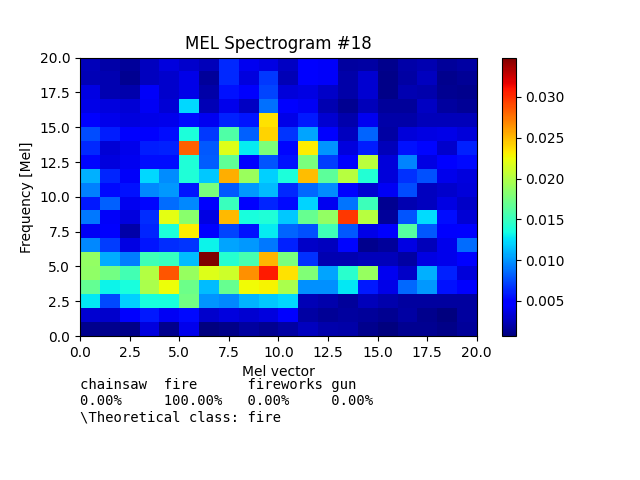 MEL Spectrogram #18
20.0
17.5
15.0
12.5
10.0
7.5
5.0
2.5
0.0
Frequency [Mel]
0.0 2.5 5.0 7.5 10.0 12.5 15.0 17.5 20.0
Mel vector
0.030
0.025
0.020
0.015
0.010
0.005
chainsaw fire fireworks gun
0.00% 100.00% 0.00% 0.00%
\Theoretical class: fire